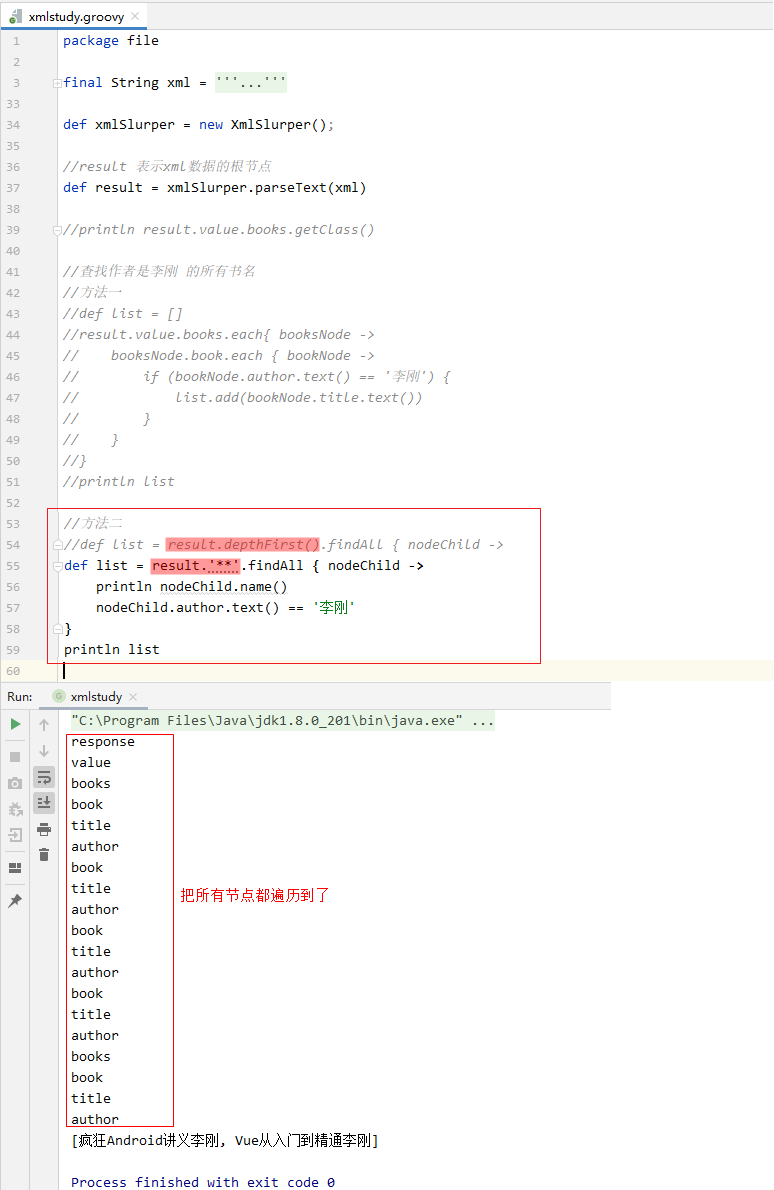 xmlstudy.groovy
1 package file
2
3 final String xml = '''...'''
33
34 def xmlSlurper = new XmlSlurper();
35
36 //result 表示xml数据的根节点
37 def result = xmlSlurper.parseText(xml)
38
39 //println result.value.books.getClass()
40
41 //查找作者是李刚 的所有书名
42 //方法一
43 //def list = []
44 //result.value.books.each{ booksNode ->
45 //    booksNode.book.each { bookNode ->
46 //        if (bookNode.author.text() == '李刚') {
47 //            list.add(bookNode.title.text())
48 //        }
49 //    }
50 //}
51 //println list
52
53 //方法二
54 //def list = result.depthFirst().findAll { nodeChild ->
55 def list = result.'**'.findAll { nodeChild ->
56     println nodeChild.name()
57     nodeChild.author.text() == '李刚'
58 }
59 println list
60
Run: xmlstudy
"C:\Program Files\Java\jdk1.8.0_201\bin\java.exe" ...
response
value
books
book
title
author
book
title
author
book
title
author
book
title
author
books
book
title
author
把所有节点都遍历到了
[疯狂Android讲义李刚, Vue从入门到精通李刚]
Process finished with exit code 0